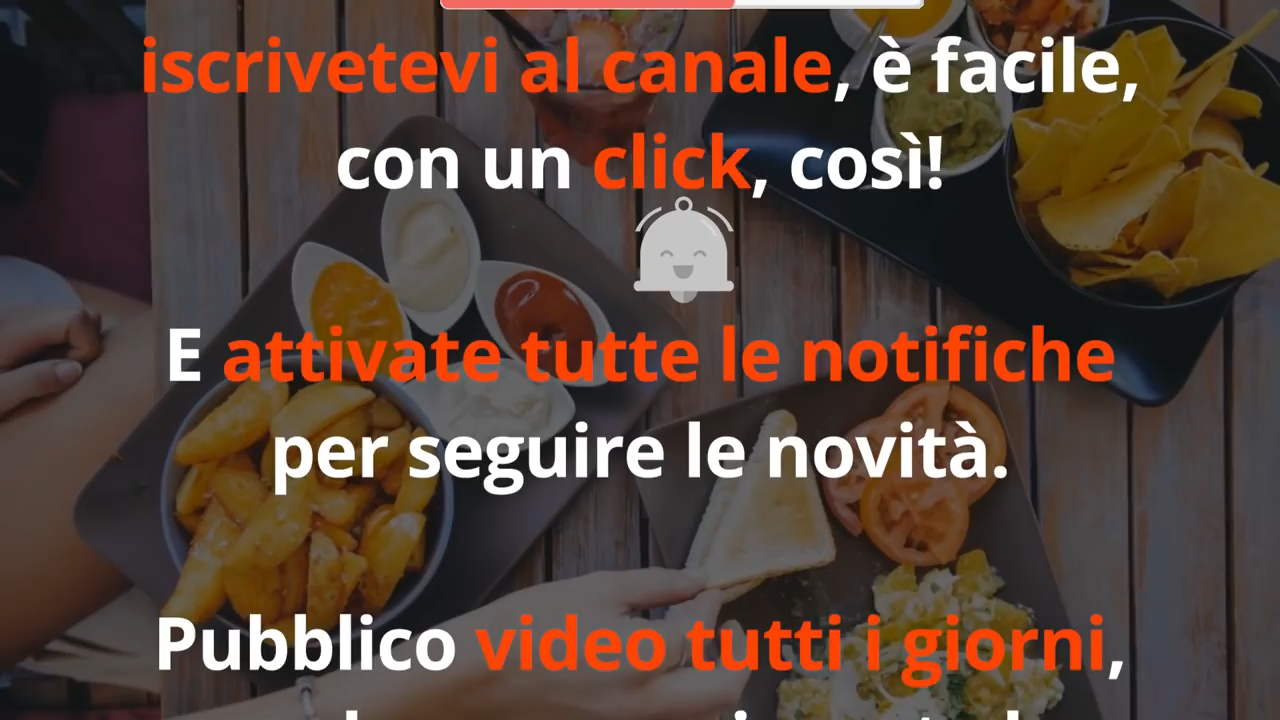 iscrivetevi al canale, è facile,
con un click, così!
E attivate tutte le notifiche
per seguire le novità.
Pubblico video tutti i giorni,